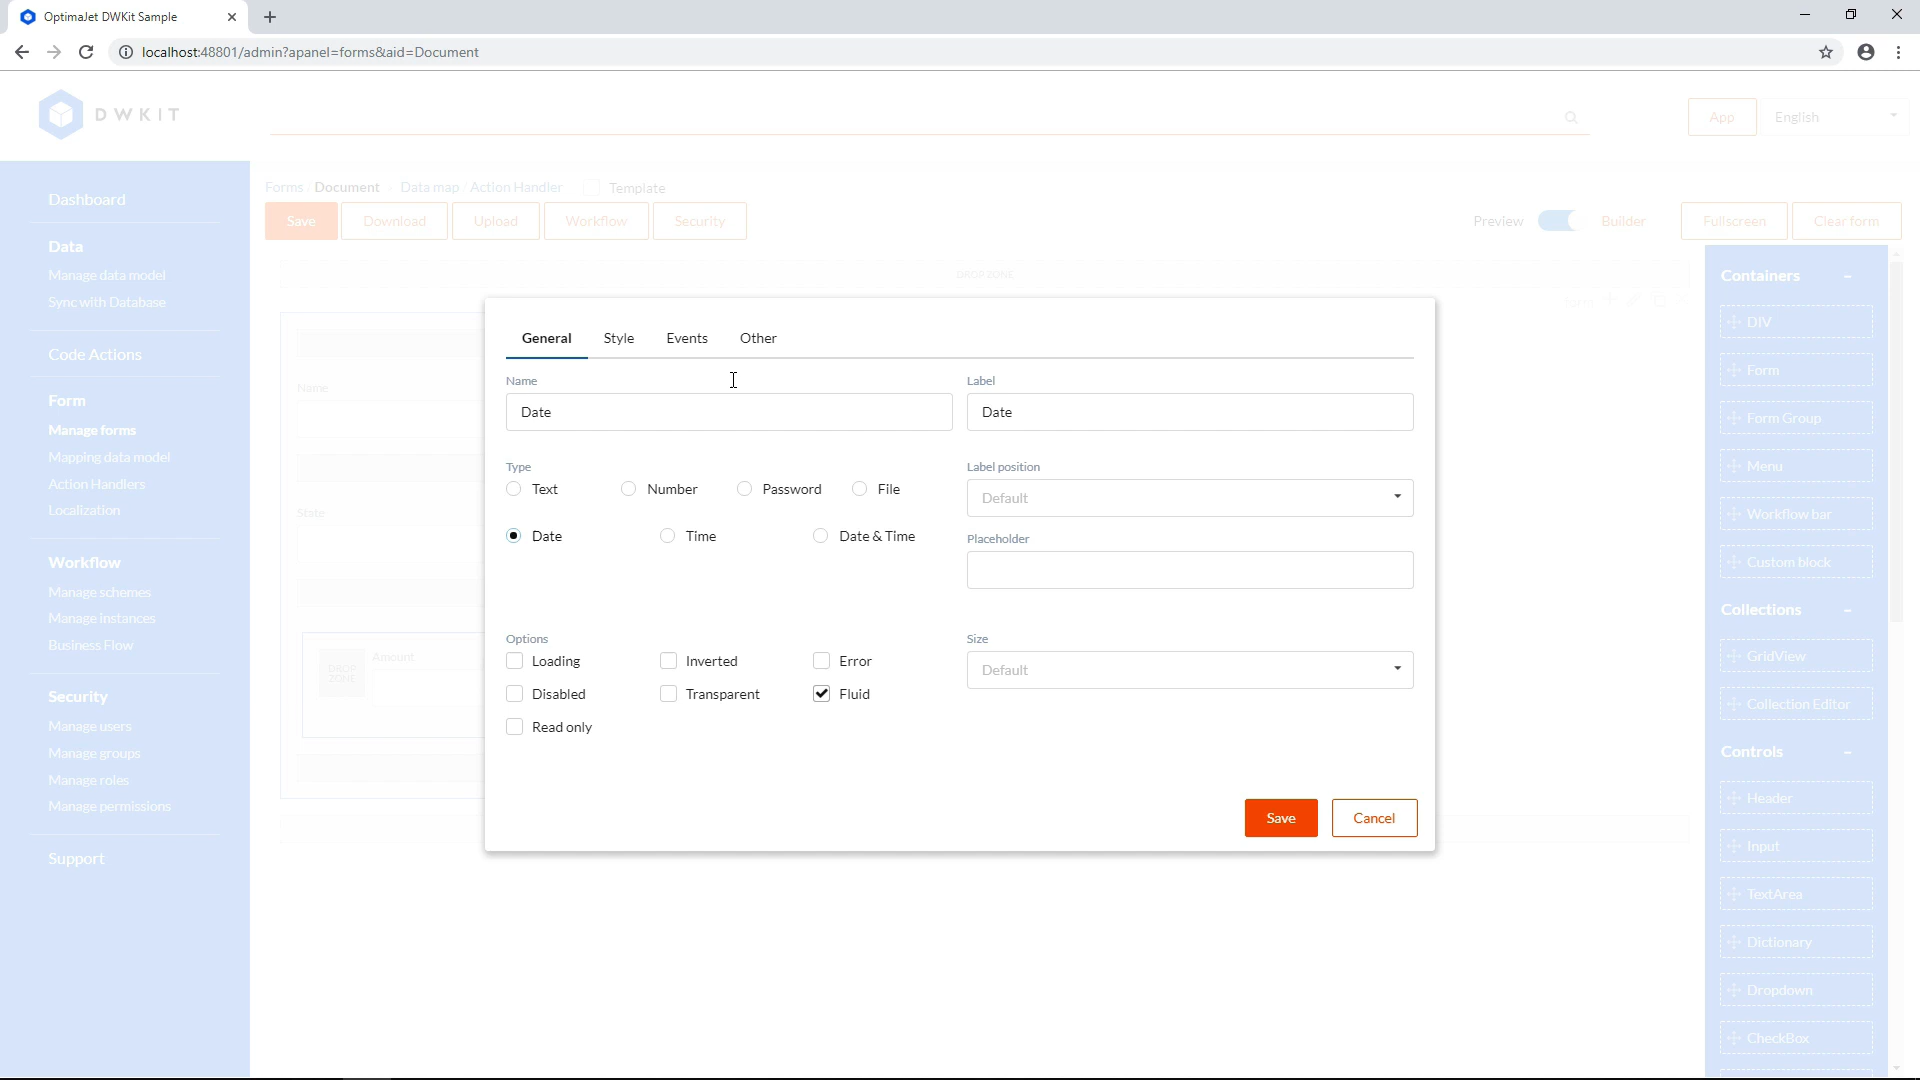 OptimaJet DWKit Sample
localhost:48801/admin?apanel=forms&aid=Document
DWKIT
App
English
Dashboard
Data
Manage data model
Sync with Database
Code Actions
Form
Manage forms
Mapping data model
Action Handlers
Localization
Workflow
Manage schemes
Manage instances
Business Flow
Security
Manage users
Manage groups
Manage roles
Manage permissions
Support
Forms / Document Data map / Action Handler Template
Save Download Upload Workflow Security
Preview Builder Fullscreen Clear form
DROP ZONE
Name
State
DROP
ZONE
Amount
General Style Events Other
Name
Date
Label
Date
Type
Text Number Password File
Date Time Date & Time
Label position
Default
Placeholder
Options
Loading Inverted Error
Disabled Transparent Fluid
Read only
Size
Default
Save Cancel
Containers
DIV
Form
Form Group
Menu
Workflow bar
Custom block
Collections
GridView
Collection Editor
Controls
Header
Input
TextArea
Dictionary
Dropdown
CheckBox